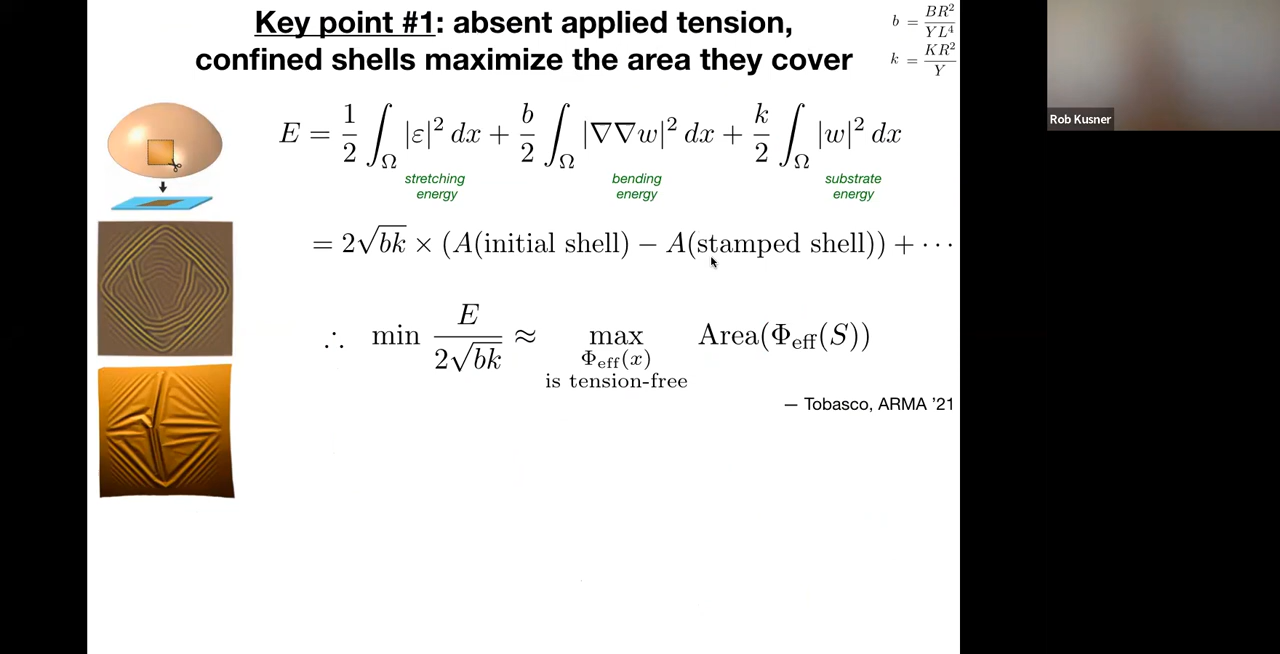 Key point #1: absent applied tension,
confined shells maximize the area they cover
b = BR²/YL⁴
k = KR²/Y
E = 1/2 ∫_Ω |ε|² dx + b/2 ∫_Ω |∇∇w|² dx + k/2 ∫_Ω |w|² dx
stretching energy
bending energy
substrate energy
= 2√bk × (A(initial shell) − A(stamped shell)) + ⋯
∴ min E/2√bk ≈ max Area(Φeff(S))
Φeff(x)
is tension-free
— Tobasco, ARMA '21
Rob Kusner